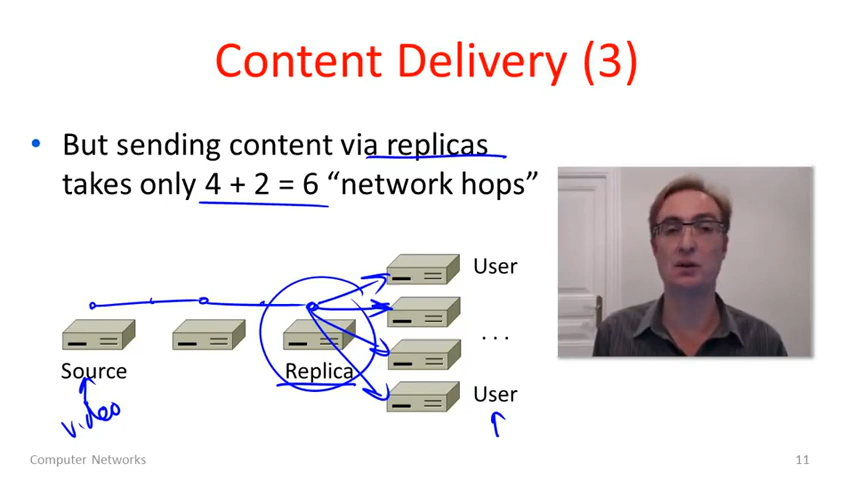 Content Delivery (3)
• But sending content via replicas
takes only 4 + 2 = 6 “network hops”
User
. . .
Source
Replica
User
video
Computer Networks
11